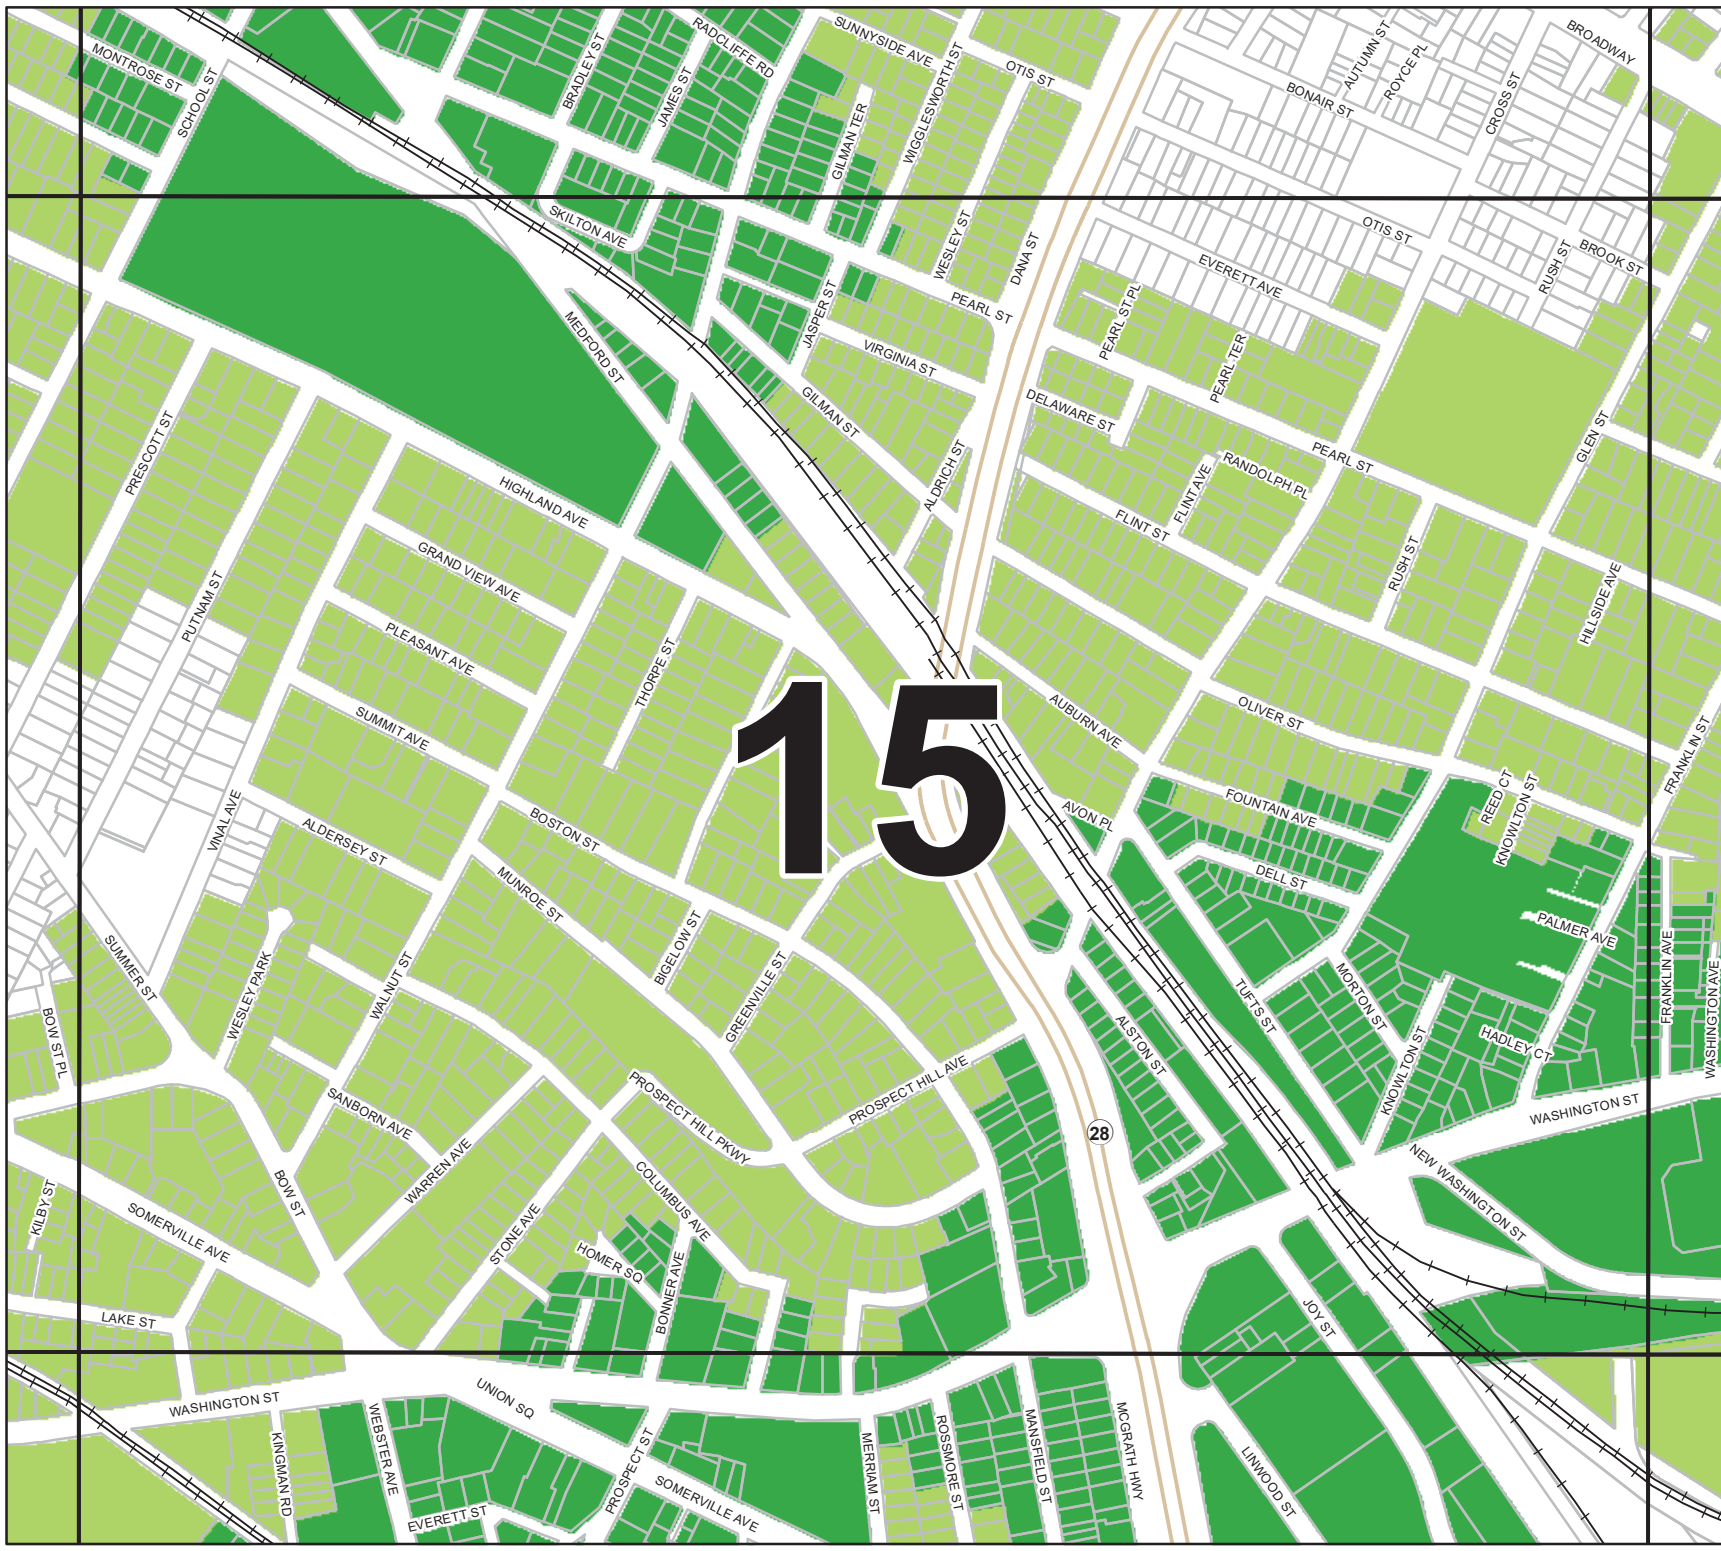 MONTROSE ST
SCHOOL ST
BRADLEY ST
JAMES ST
RADCLIFFE RD
SUNNYSIDE AVE
WIGGLESWORTH ST
OTIS ST
GILMAN TER
BONAIR ST
AUTUMN ST
ROYCE PL
CROSS ST
BROADWAY
SKILTON AVE
WESLEY ST
DANA ST
PEARL ST
JASPER ST
VIRGINIA ST
GILMAN ST
MEDFORD ST
ALDRICH ST
PEARL ST PL
EVERETT AVE
OTIS ST
RUSH ST
BROOK ST
PEARL TER
DELAWARE ST
PEARL ST
RANDOLPH PL
FLINT AVE
FLINT ST
GLEN ST
RUSH ST
HILLSIDE AVE
PRESCOTT ST
HIGHLAND AVE
PUTNAM ST
GRAND VIEW AVE
PLEASANT AVE
THORPE ST
SUMMIT AVE
15
AUBURN AVE
OLIVER ST
FRANKLIN ST
VINAL AVE
ALDERSEY ST
BOSTON ST
MUNROE ST
AVON PL
FOUNTAIN AVE
REED CT
KNOWLTON ST
DELL ST
PALMER AVE
FRANKLIN AVE
WASHINGTON AVE
SUMMER ST
BOW ST PL
WESLEY PARK
WALNUT ST
BIGELOW ST
GREENVILLE ST
TUFTS ST
MORTON ST
ALSTON ST
KNOWLTON ST
HADLEY CT
WASHINGTON ST
PROSPECT HILL AVE
PROSPECT HILL PKWY
SANBORN AVE
WARREN AVE
28
NEW WASHINGTON ST
KILBY ST
SOMERVILLE AVE
BOW ST
STONE AVE
COLUMBUS AVE
HOMER SQ
BONNER AVE
JOY ST
LAKE ST
WASHINGTON ST
UNION SQ
WEBSTER AVE
KINGMAN RD
PROSPECT ST
EVERETT ST
SOMERVILLE AVE
MERRIAM ST
ROSSMORE ST
MANSFIELD ST
MCGRATH HWY
LINWOOD ST